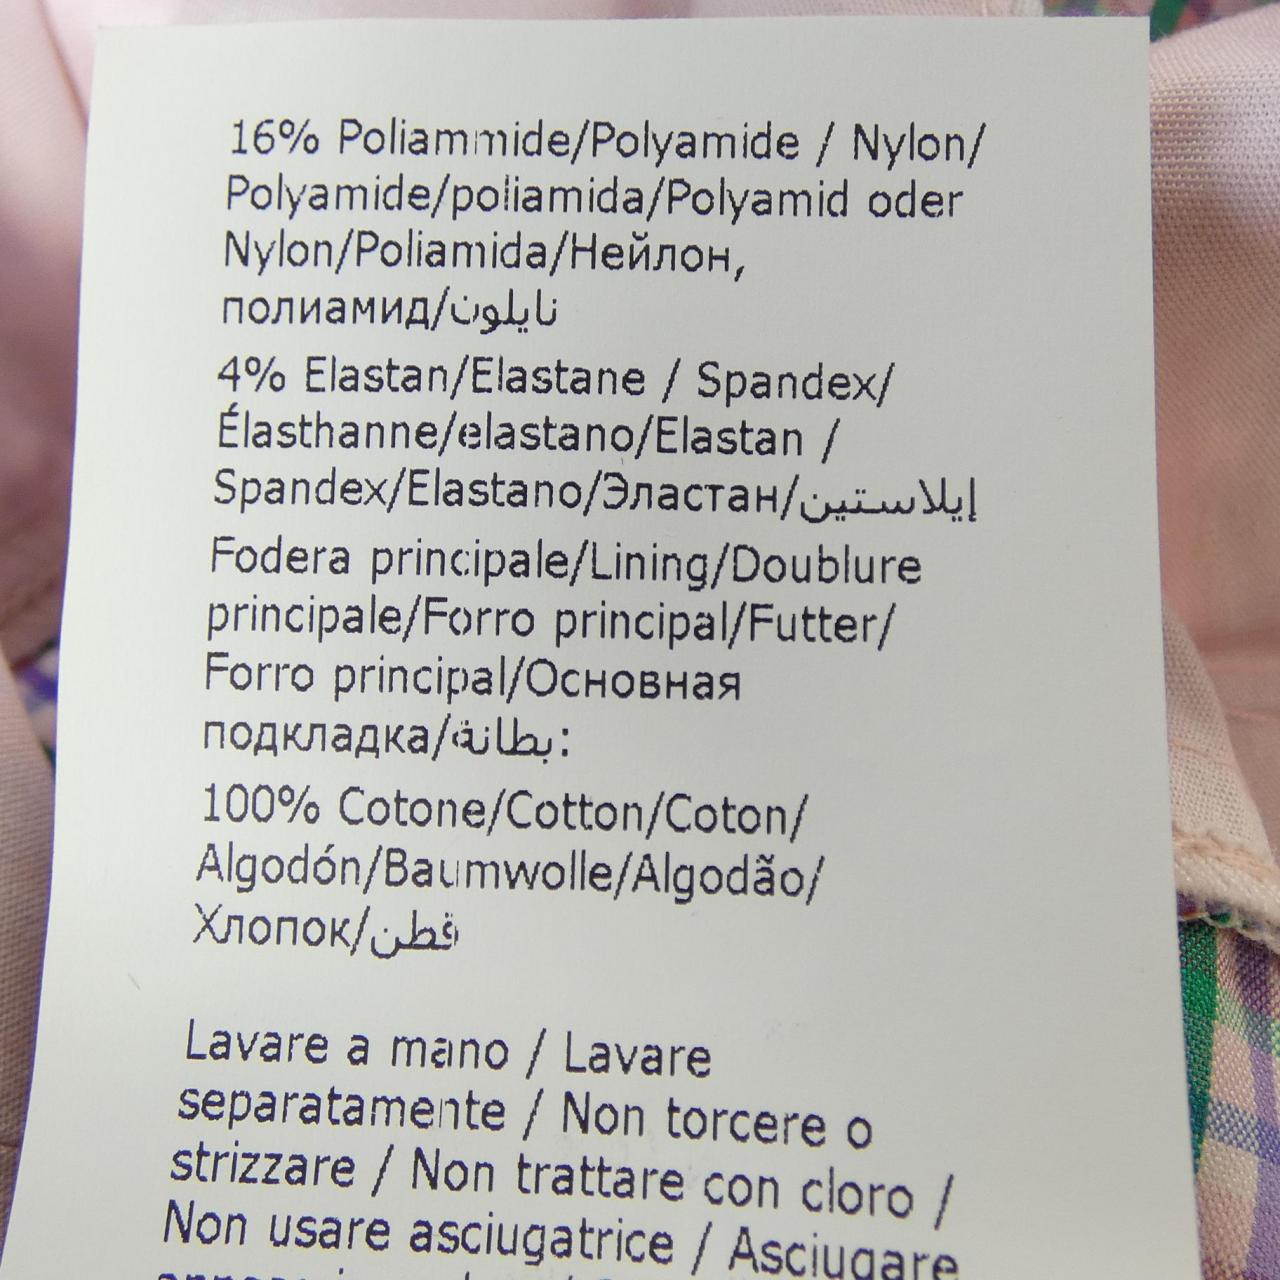 16% Poliammide/Polyamide / Nylon/
Polyamide/poliamida/Polyamid oder
Nylon/Poliamida/Нейлон,
полиамид/نايلون
4% Elastan/Elastane / Spandex/
Élasthanne/elastano/Elastan /
Spandex/Elastano/Эластан/إيلاستين
Fodera principale/Lining/Doublure
principale/Forro principal/Futter/
Forro principal/Основная
подкладка/بطانة:
100% Cotone/Cotton/Coton/
Algodón/Baumwolle/Algodão/
Хлопок/قطن
Lavare a mano / Lavare
separatamente / Non torcere o
strizzare / Non trattare con cloro /
Non usare asciugatrice / Asciugare